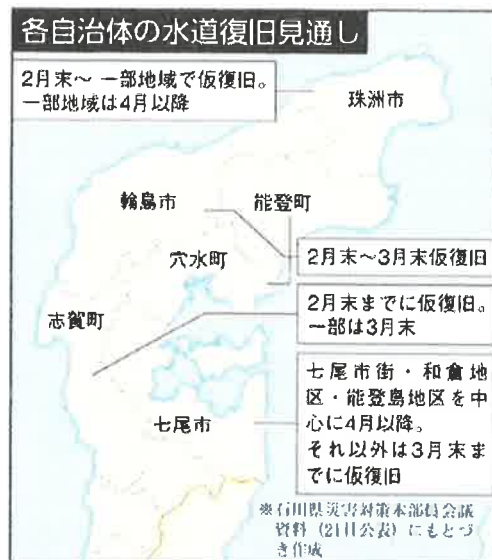 各自治体の水道復旧見通し
2月末～ 一部地域で仮復旧。
一部地域は4月以降
珠洲市
輪島市
能登町
穴水町
2月末～3月末仮復旧
志賀町
2月末までに仮復旧。
一部は3月末
七尾市
七尾市街・和倉地
区・能登島地区を中
心に4月以降。
それ以外は3月末ま
でに仮復旧
※石川県災害対策本部員会議
資料（21日公表）にもとづ
き作成